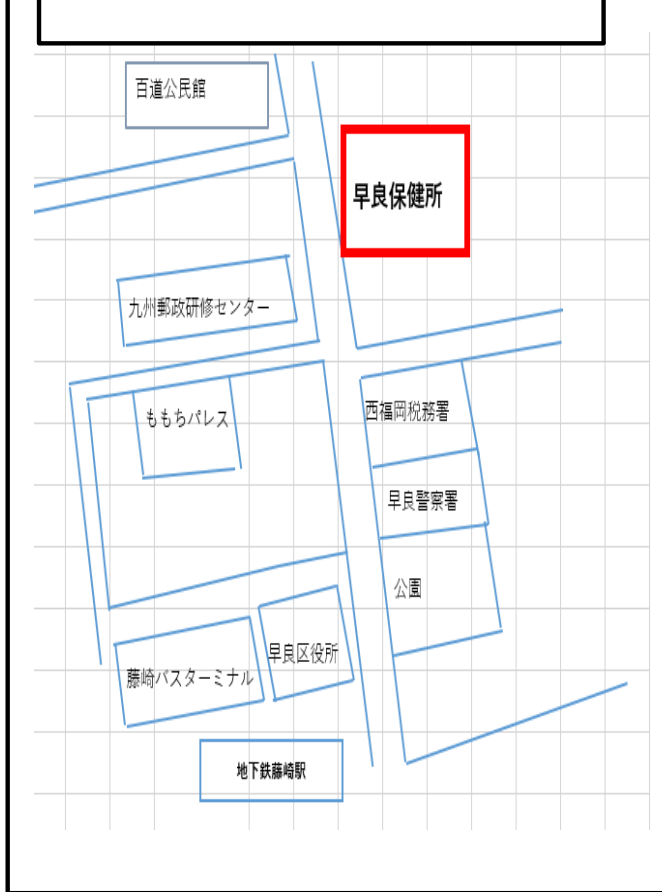 百道公民館
早良保健所
九州郵政研修センター
ももちパレス
西福岡税務署
早良警察署
公園
早良区役所
藤崎バスターミナル
地下鉄藤崎駅